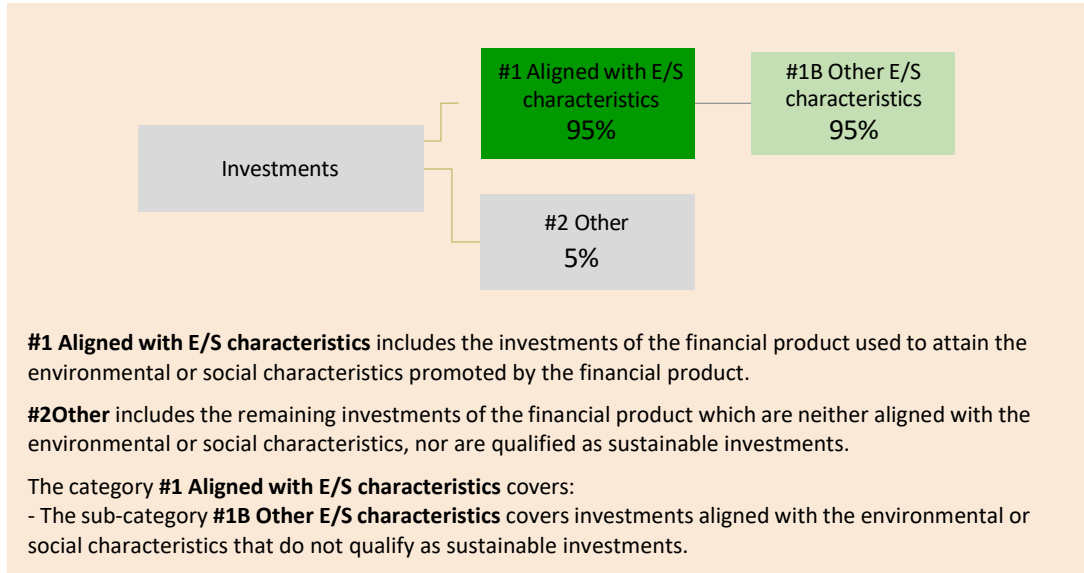 #1 Aligned with E/S
characteristics
95%
#1B Other E/S
characteristics
95%
Investments
#2 Other
5%
#1 Aligned with E/S characteristics includes the investments of the financial product used to attain the
environmental or social characteristics promoted by the financial product.
#2Other includes the remaining investments of the financial product which are neither aligned with the
environmental or social characteristics, nor are qualified as sustainable investments.
The category #1 Aligned with E/S characteristics covers:
- The sub-category #1B Other E/S characteristics covers investments aligned with the environmental or
social characteristics that do not qualify as sustainable investments.